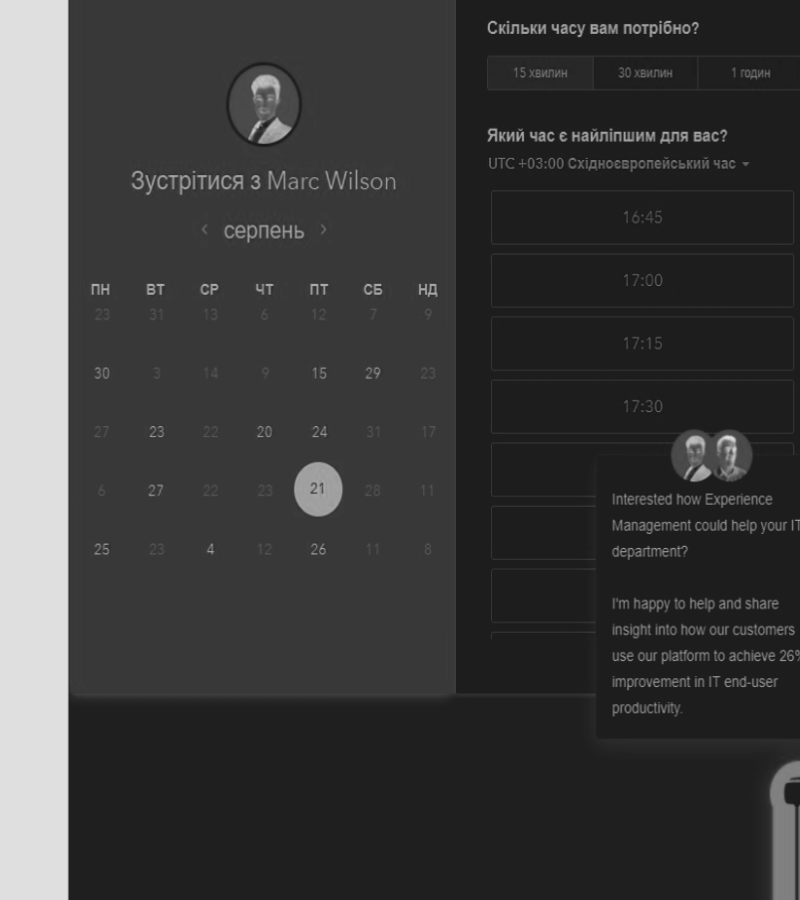 Зустрітися з Marc Wilson
‹ серпень ›
ПН ВТ СР ЧТ ПТ СБ НД
23 31 13 6 12 7 9
30 3 14 9 15 29 23
27 23 22 20 24 31 17
6 27 22 23 21 28 11
25 23 4 12 26 11 8
Скільки часу вам потрібно?
15 хвилин 30 хвилин 1 годин
Який час є найліпшим для вас?
UTC +03:00 Східноєвропейський час
16:45
17:00
17:15
17:30
Interested how Experience
Management could help your IT
department?
I'm happy to help and share
insight into how our customers
use our platform to achieve 26%
improvement in IT end-user
productivity.